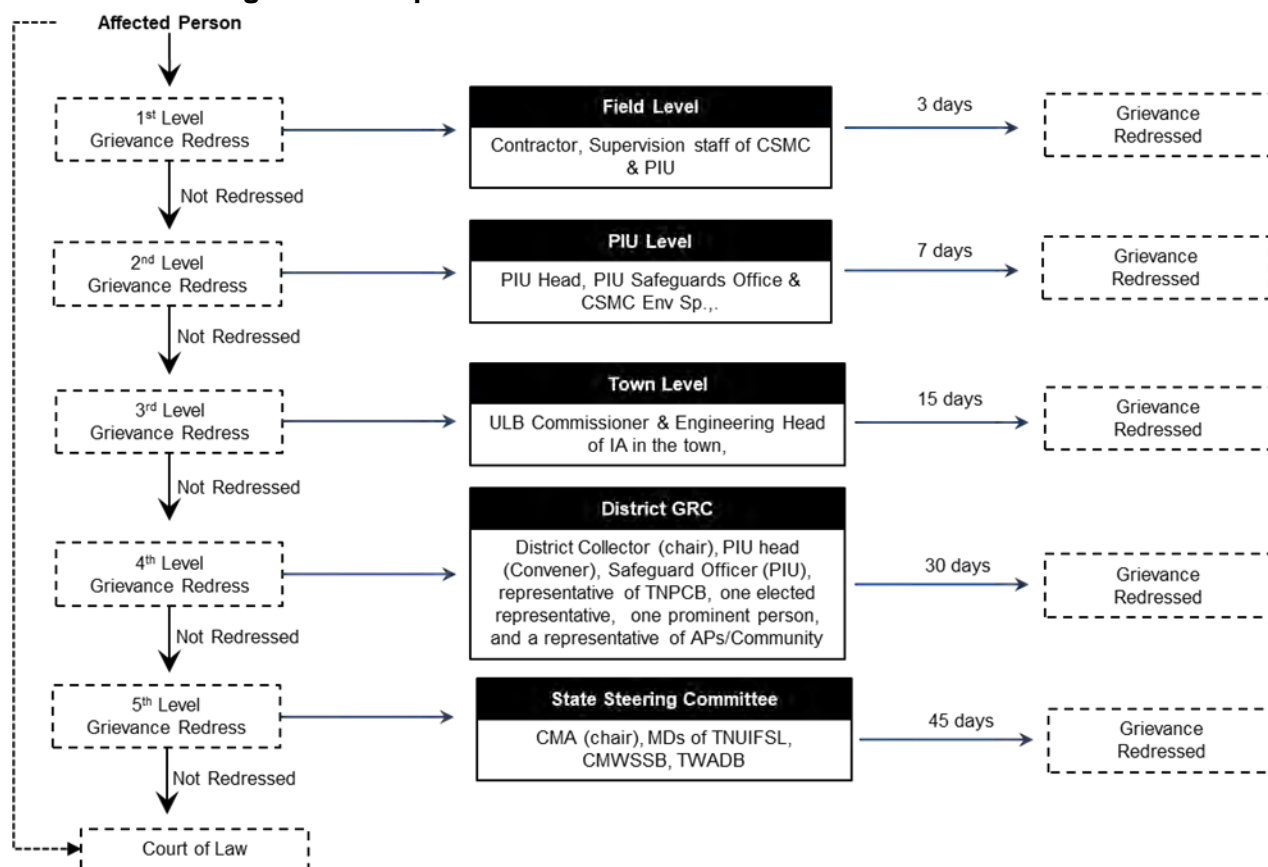 Affected Person
1st Level
Grievance Redress
Field Level
Contractor, Supervision staff of CSMC
& PIU
3 days
Grievance
Redressed
Not Redressed
2nd Level
Grievance Redress
PIU Level
PIU Head, PIU Safeguards Office &
CSMC Env Sp.,.
7 days
Grievance
Redressed
Not Redressed
3rd Level
Grievance Redress
Town Level
ULB Commissioner & Engineering Head
of IA in the town,
15 days
Grievance
Redressed
Not Redressed
4th Level
Grievance Redress
District GRC
District Collector (chair), PIU head
(Convener), Safeguard Officer (PIU),
representative of TNPCB, one elected
representative, one prominent person,
and a representative of APs/Community
30 days
Grievance
Redressed
Not Redressed
5th Level
Grievance Redress
State Steering Committee
CMA (chair), MDs of TNUIFSL,
CMWSSB, TWADB
45 days
Grievance
Redressed
Not Redressed
Court of Law